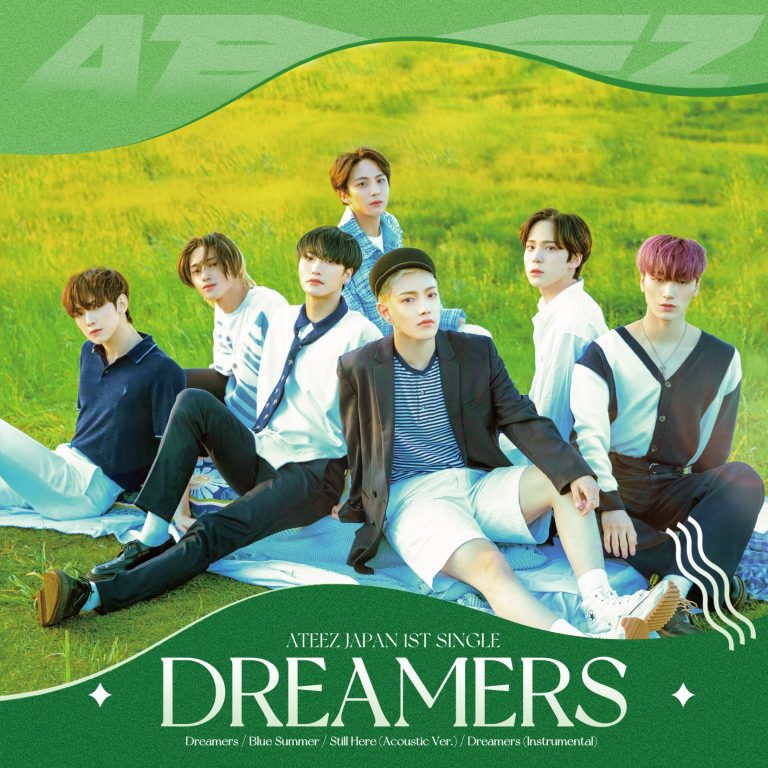 ATEEZ
ATEEZ JAPAN 1ST SINGLE
DREAMERS
Dreamers / Blue Summer / Still Here (Acoustic Ver.) / Dreamers (Instrumental)